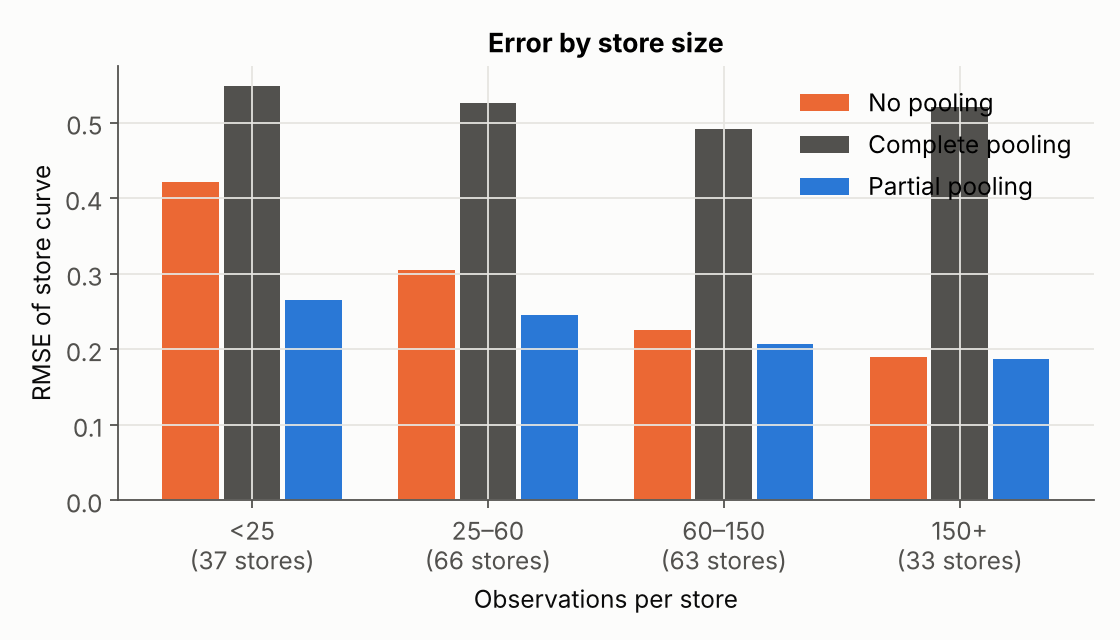 Error by store size
No pooling
Complete pooling
Partial pooling
RMSE of store curve
0.5
0.4
0.3
0.2
0.1
0.0
<25
25–60
60–150
150+
(37 stores)
(66 stores)
(63 stores)
(33 stores)
Observations per store